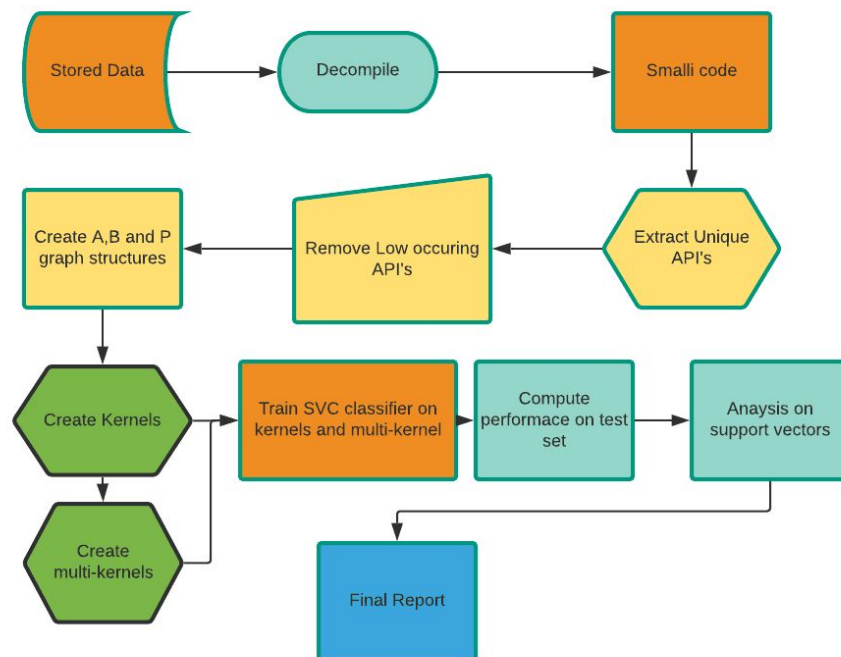 Stored Data
Decompile
Smalli code
Extract Unique
API's
Remove Low occuring
API's
Create A,B and P
graph structures
Create Kernels
Create
multi-kernels
Train SVC classifier on
kernels and multi-kernel
Compute
performace on test
set
Anaysis on
support vectors
Final Report